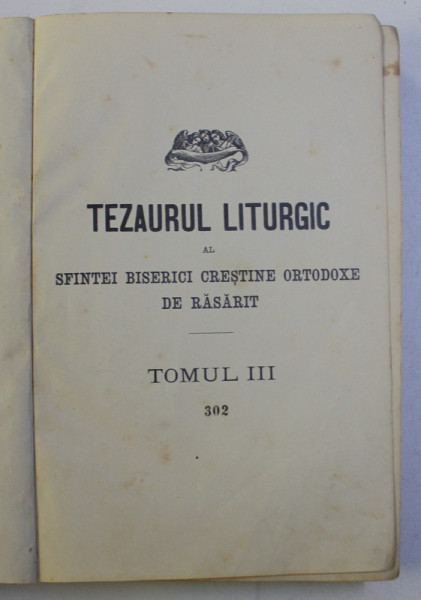 TEZAURUL LITURGIC
AL
SFINTEI BISERICI CREȘTINE ORTODOXE
DE RĂSĂRIT
TOMUL III
302